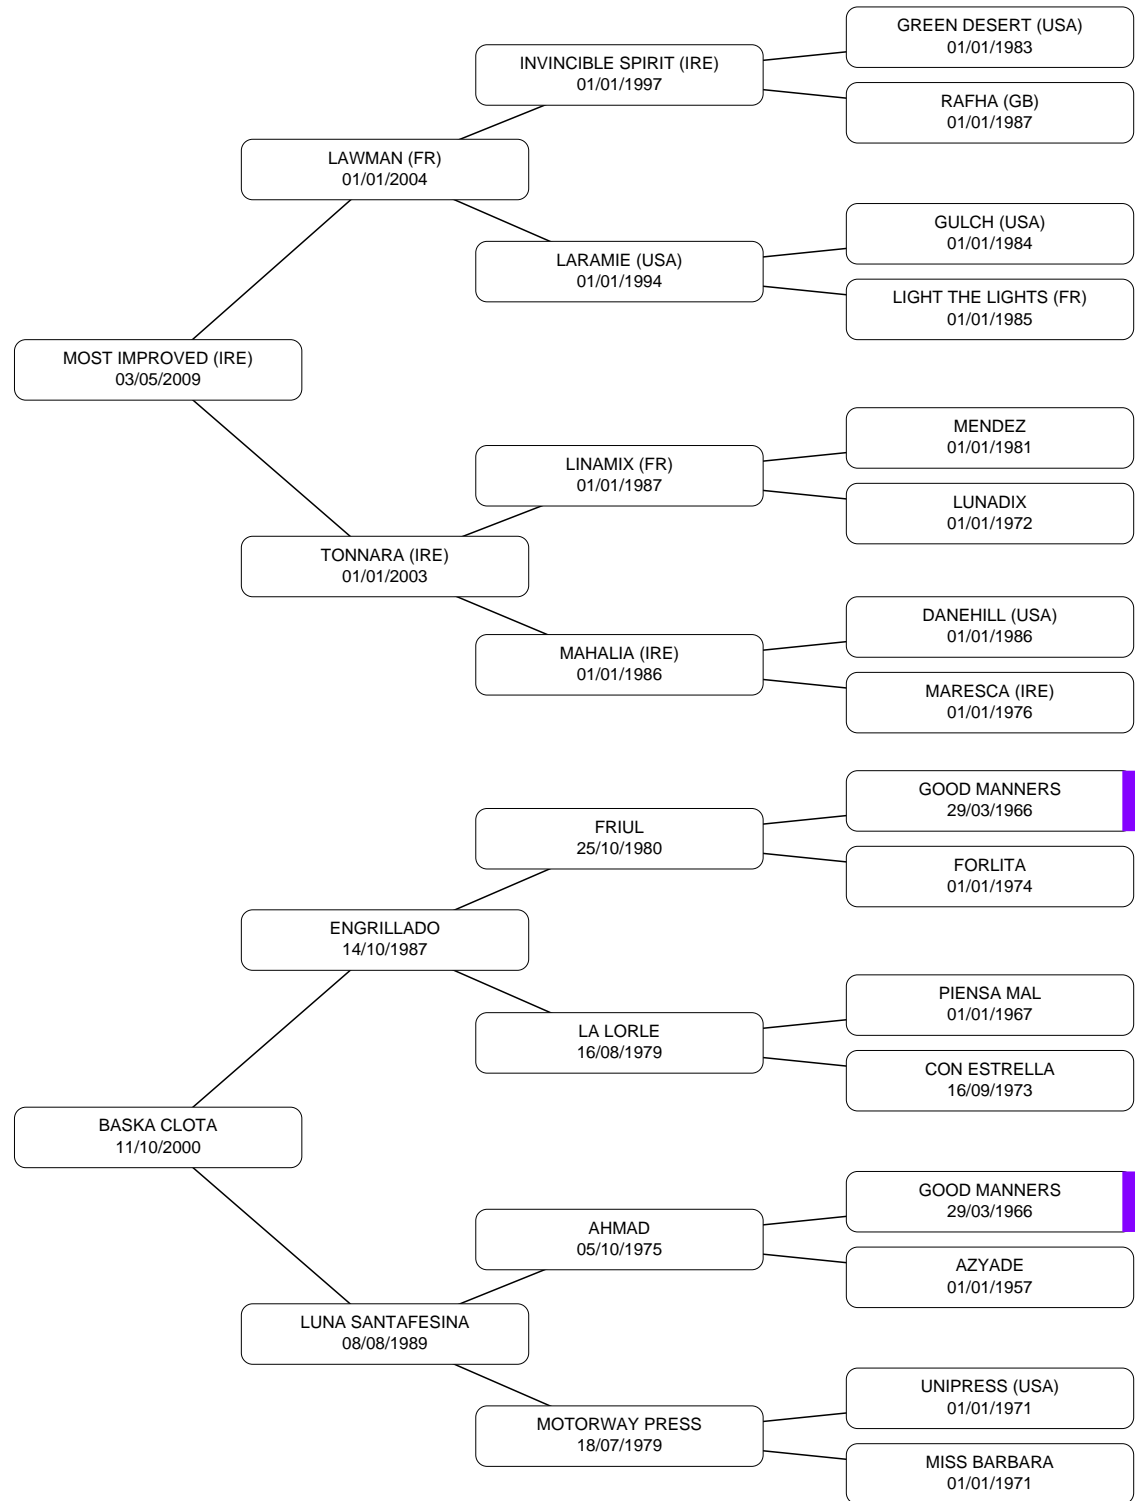 GREEN DESERT (USA)
01/01/1983
INVINCIBLE SPIRIT (IRE)
01/01/1997
RAFHA (GB)
01/01/1987
LAWMAN (FR)
01/01/2004
GULCH (USA)
01/01/1984
LARAMIE (USA)
01/01/1994
LIGHT THE LIGHTS (FR)
01/01/1985
MOST IMPROVED (IRE)
03/05/2009
MENDEZ
01/01/1981
LINAMIX (FR)
01/01/1987
LUNADIX
01/01/1972
TONNARA (IRE)
01/01/2003
DANEHILL (USA)
01/01/1986
MAHALIA (IRE)
01/01/1986
MARESCA (IRE)
01/01/1976
GOOD MANNERS
29/03/1966
FRIUL
25/10/1980
FORLITA
01/01/1974
ENGRILLADO
14/10/1987
PIENSA MAL
01/01/1967
LA LORLE
16/08/1979
CON ESTRELLA
16/09/1973
BASKA CLOTA
11/10/2000
GOOD MANNERS
29/03/1966
AHMAD
05/10/1975
AZYADE
01/01/1957
LUNA SANTAFESINA
08/08/1989
UNIPRESS (USA)
01/01/1971
MOTORWAY PRESS
18/07/1979
MISS BARBARA
01/01/1971